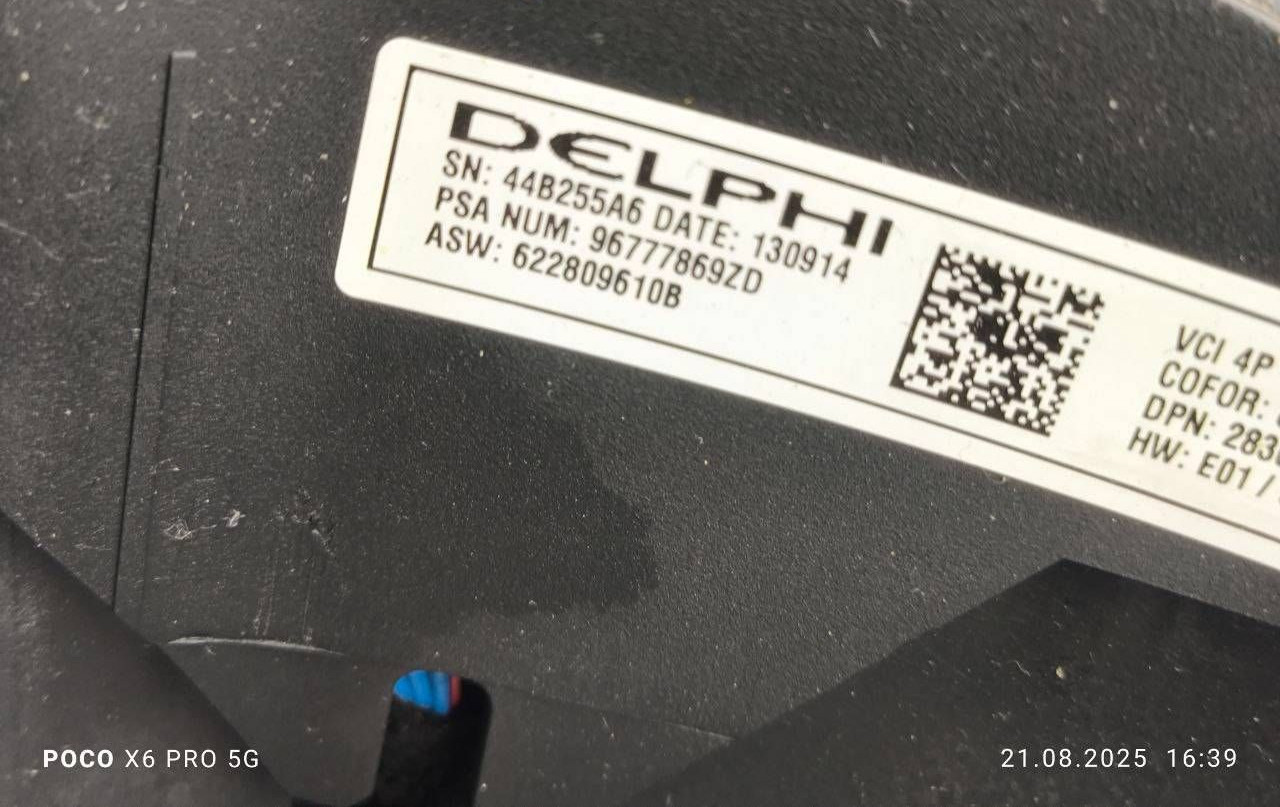 DELPHI
SN: 44B255A6 DATE: 130914
PSA NUM: 96777869ZD
ASW: 622809610B
VCI 4P
COFOR:
DPN: 283
HW: E01 /
POCO X6 PRO 5G
21.08.2025 16:39